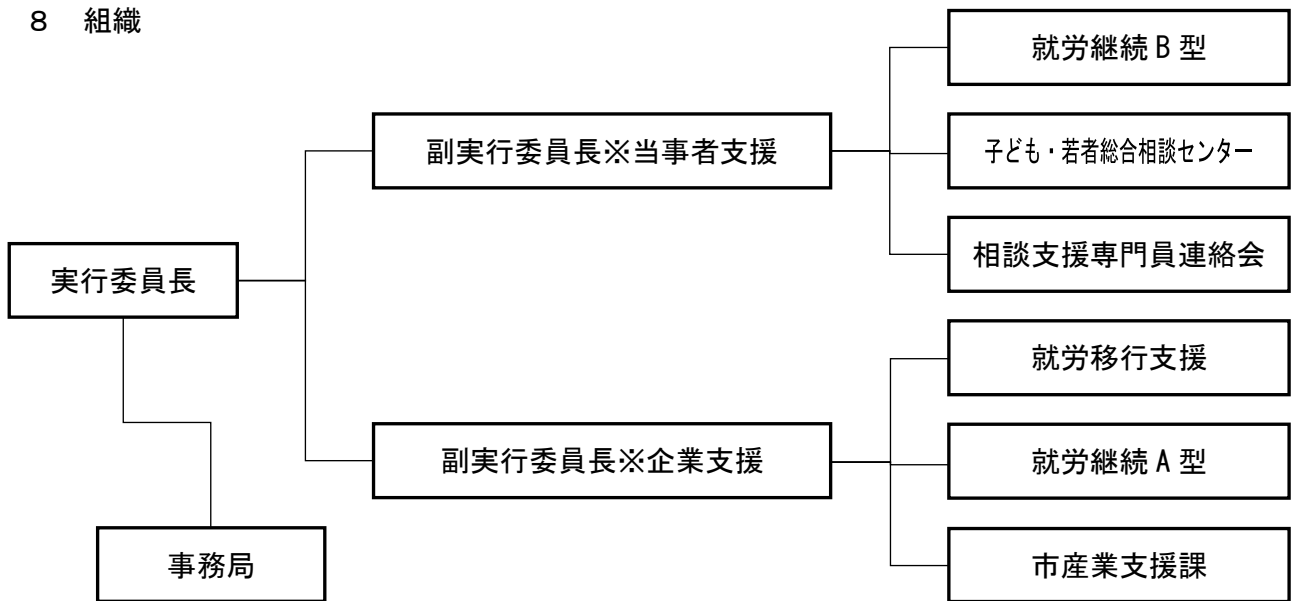 ８　組織
就労継続Ｂ型
副実行委員長※当事者支援
子ども・若者総合相談センター
相談支援専門員連絡会
実行委員長
就労移行支援
副実行委員長※企業支援
就労継続Ａ型
事務局
市産業支援課